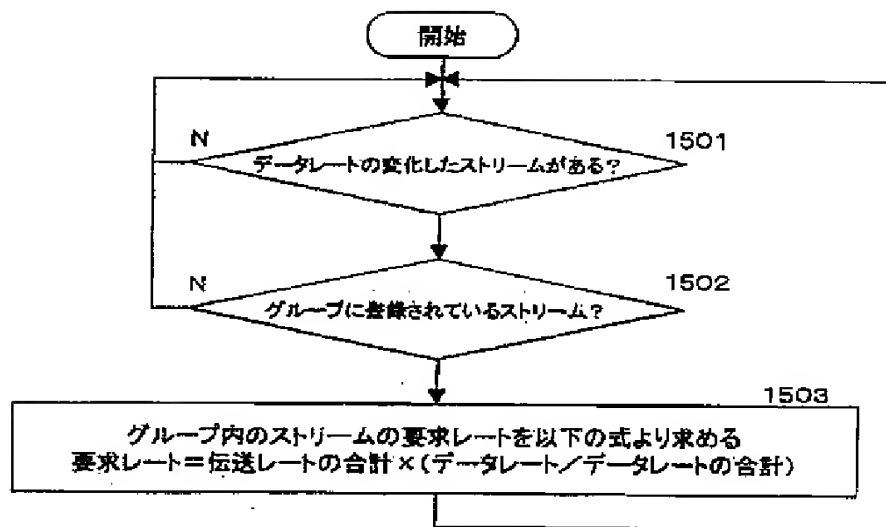 開始
N
1501
データレートの変化したストリームがある?
N
1502
グループに登録されているストリーム?
1503
グループ内のストリームの要求レートを以下の式より求める
要求レート=伝送レートの合計×(データレート/データレートの合計)